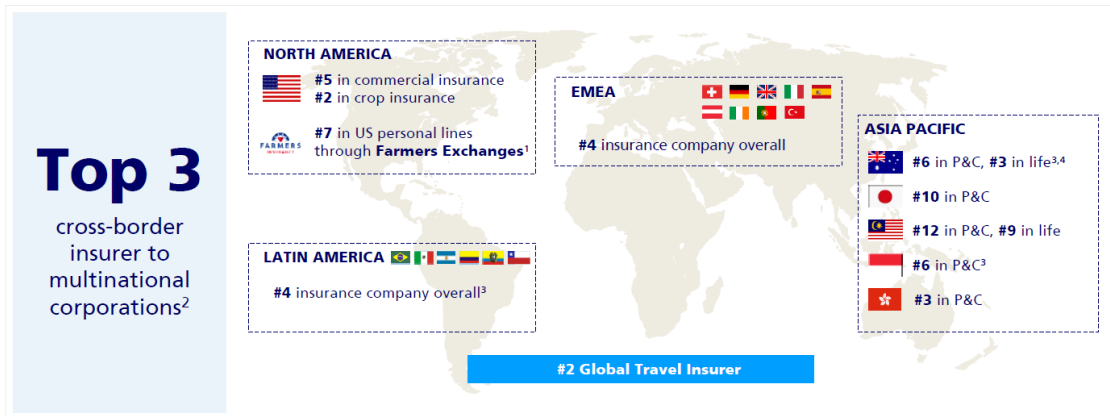 Top 3
cross-border
insurer to
multinational
corporations²
NORTH AMERICA
#5 in commercial insurance
#2 in crop insurance
FARMERS
INSURANCE
#7 in US personal lines
through Farmers Exchanges¹
LATIN AMERICA
#4 insurance company overall³
EMEA
#4 insurance company overall
ASIA PACIFIC
#6 in P&C, #3 in life³,⁴
#10 in P&C
#12 in P&C, #9 in life
#6 in P&C³
#3 in P&C
#2 Global Travel Insurer